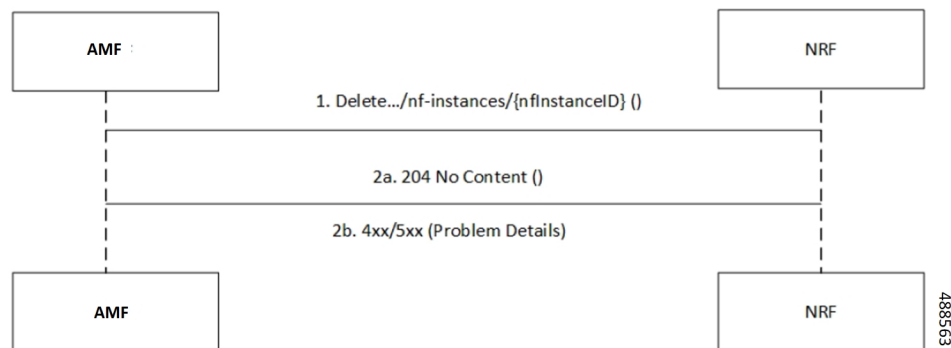 AMF
NRF
1. Delete.../nf-instances/{nfInstanceID} ()
2a. 204 No Content ()
2b. 4xx/5xx (Problem Details)
AMF
NRF
488563